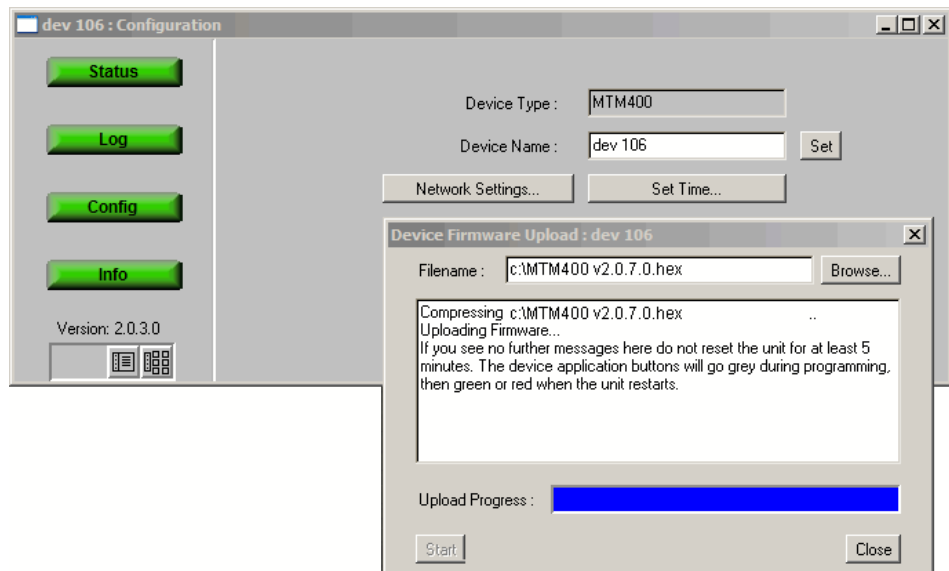 dev 106 : Configuration
Status
Log
Config
Info
Version: 2.0.3.0
Device Type :
MTM400
Device Name :
dev 106
Set
Network Settings...
Set Time...
Device Firmware Upload : dev 106
Filename :
c:\MTM400 v2.0.7.0.hex
Browse...
Compressing c:\MTM400 v2.0.7.0.hex ..
Uploading Firmware...
If you see no further messages here do not reset the unit for at least 5
minutes. The device application buttons will go grey during programming,
then green or red when the unit restarts.
Upload Progress :
Start
Close